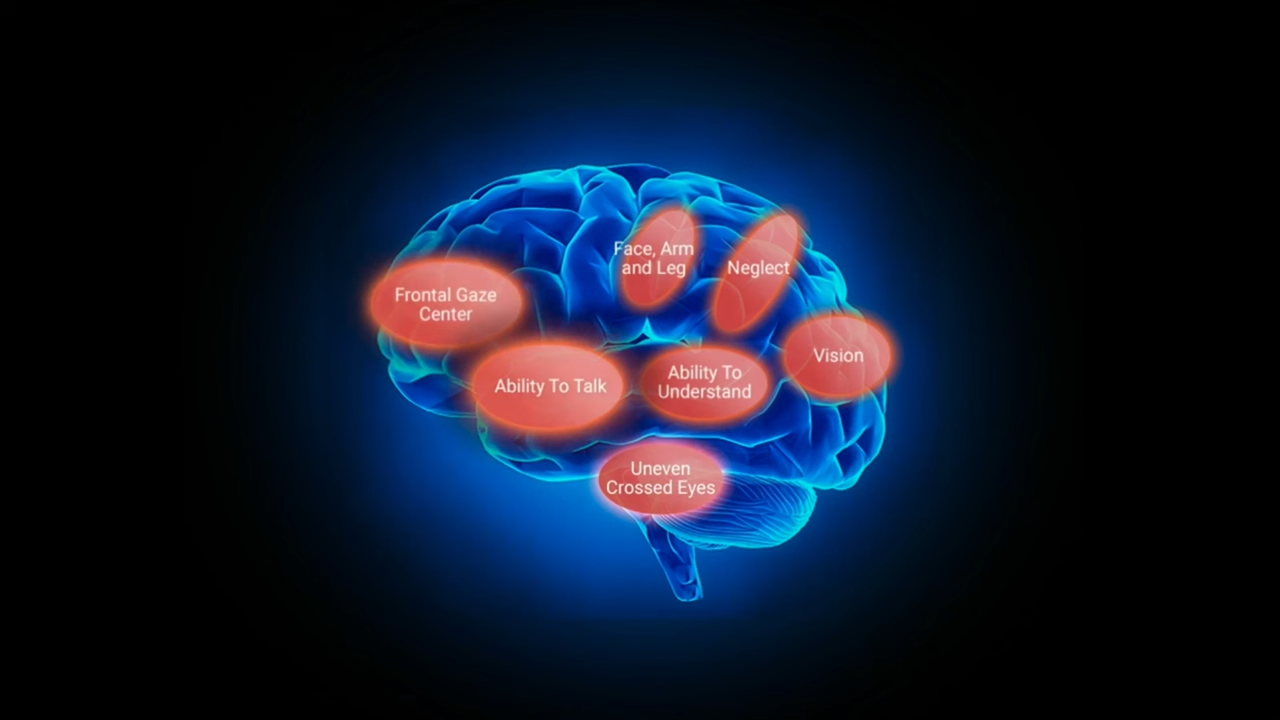 Face, Arm
and Leg
Neglect
Frontal Gaze
Center
Vision
Ability To Talk
Ability To
Understand
Uneven
Crossed Eyes